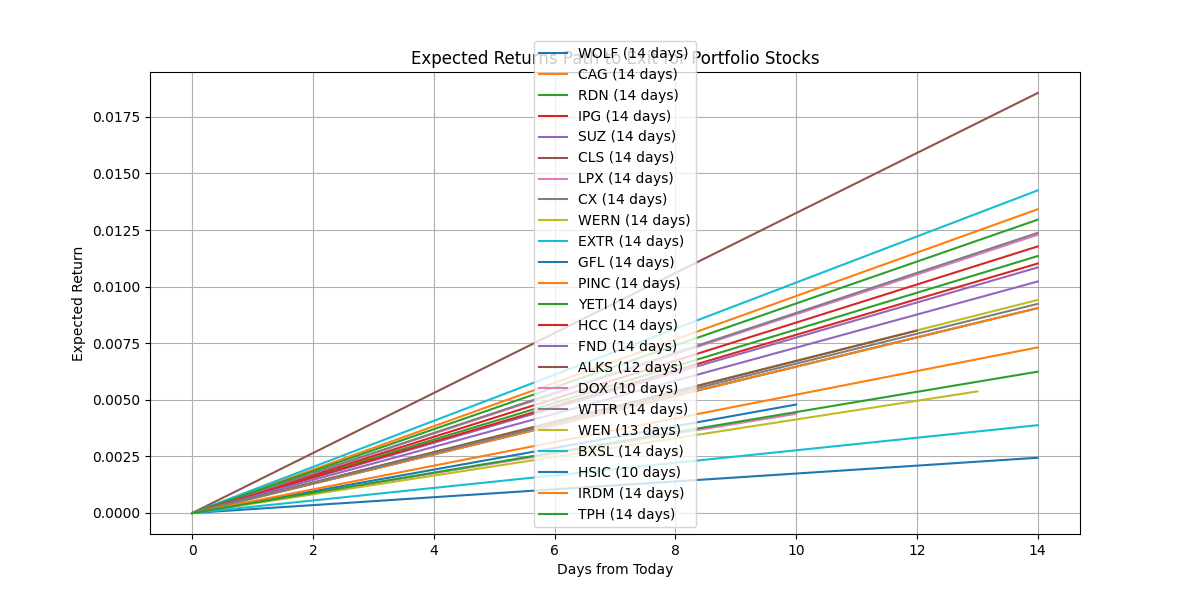 Expected Returns Path to Exit for Portfolio Stocks
WOLF (14 days)
CAG (14 days)
RDN (14 days)
IPG (14 days)
SUZ (14 days)
CLS (14 days)
LPX (14 days)
CX (14 days)
WERN (14 days)
EXTR (14 days)
GFL (14 days)
PINC (14 days)
YETI (14 days)
HCC (14 days)
FND (14 days)
ALKS (12 days)
DOX (10 days)
WTTR (14 days)
WEN (13 days)
BXSL (14 days)
HSIC (10 days)
IRDM (14 days)
TPH (14 days)
Expected Return
0.0175
0.0150
0.0125
0.0100
0.0075
0.0050
0.0025
0.0000
0 2 4 6 8 10 12 14
Days from Today